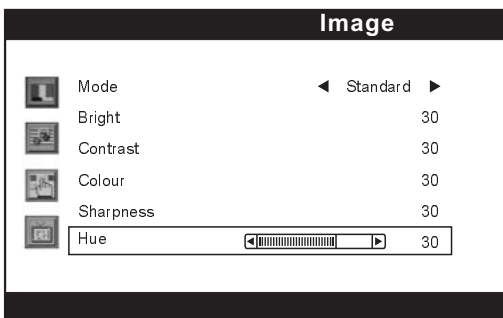 Image
Mode ◀ Standard ▶
Bright 30
Contrast 30
Colour 30
Sharpness 30
Hue 30